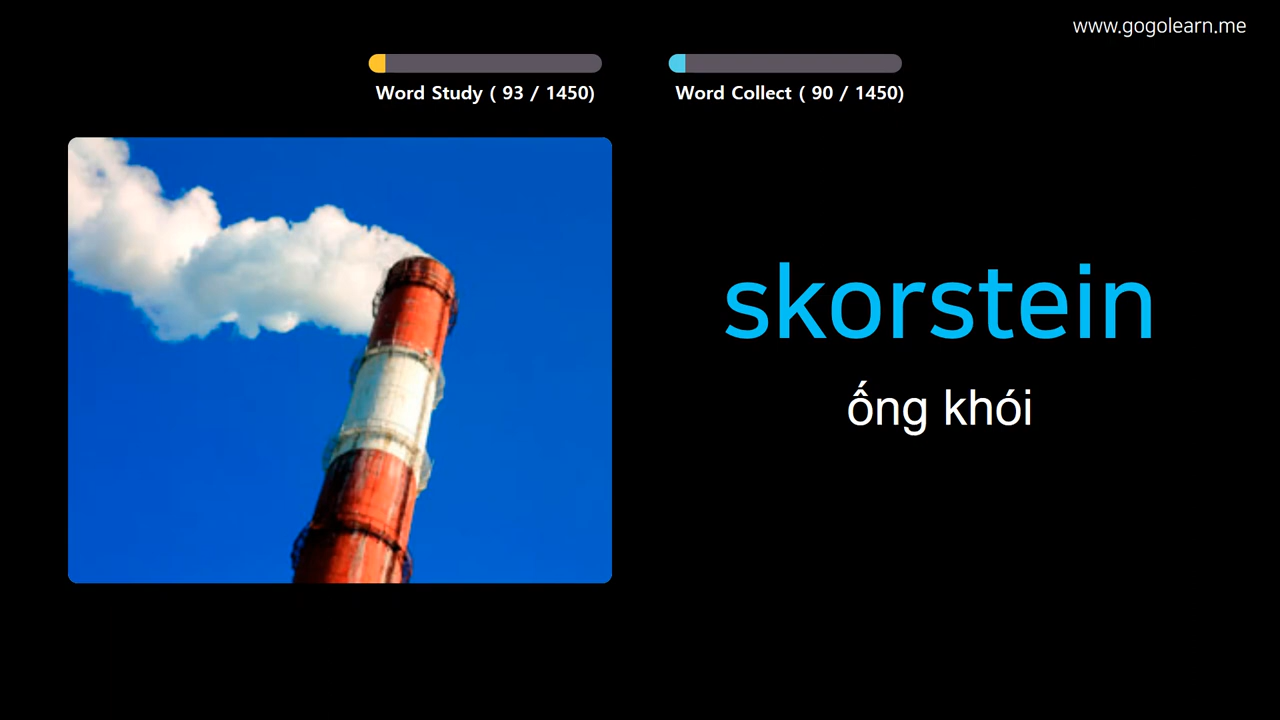 www.gogolearn.me
Word Study ( 93 / 1450)
Word Collect ( 90 / 1450)
skorstein
ống khói